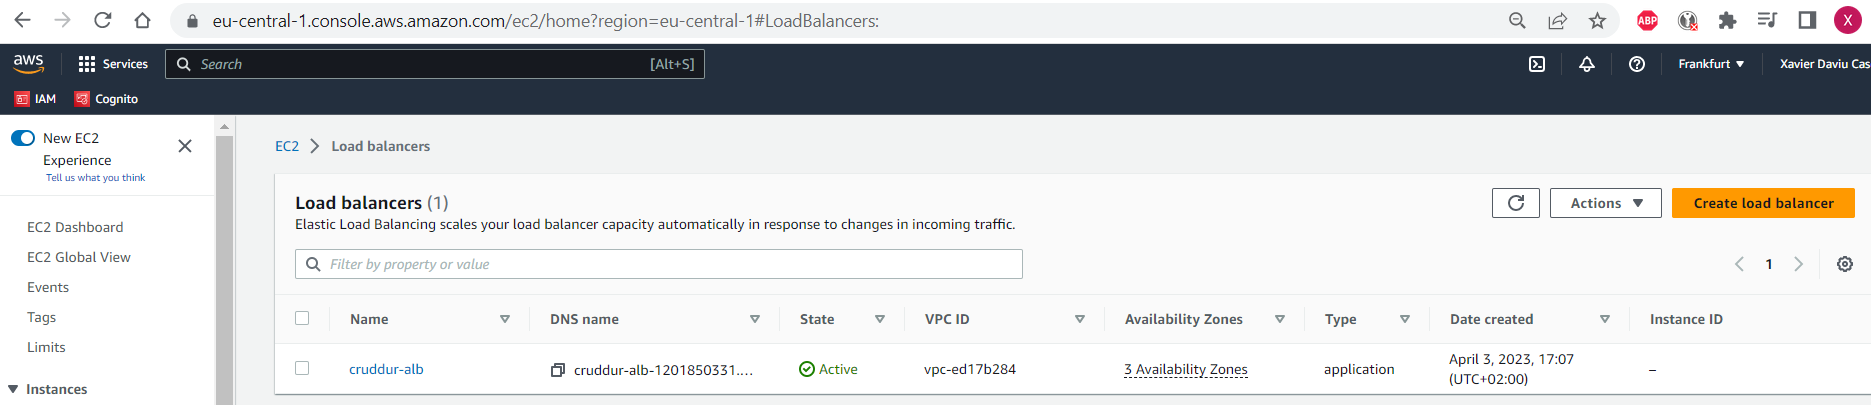 eu-central-1.console.aws.amazon.com/ec2/home?region=eu-central-1#LoadBalancers:
ABP
X
aws
Services
Search
[Alt+S]
Frankfurt
Xavier Daviu Cas
IAM
Cognito
New EC2
Experience
Tell us what you think
EC2 Dashboard
EC2 Global View
Events
Tags
Limits
Instances
EC2 > Load balancers
Load balancers (1)
Elastic Load Balancing scales your load balancer capacity automatically in response to changes in incoming traffic.
Actions
Create load balancer
Filter by property or value
1
Name DNS name State VPC ID Availability Zones Type Date created Instance ID
cruddur-alb cruddur-alb-1201850331.... Active vpc-ed17b284 3 Availability Zones application April 3, 2023, 17:07 –
(UTC+02:00)